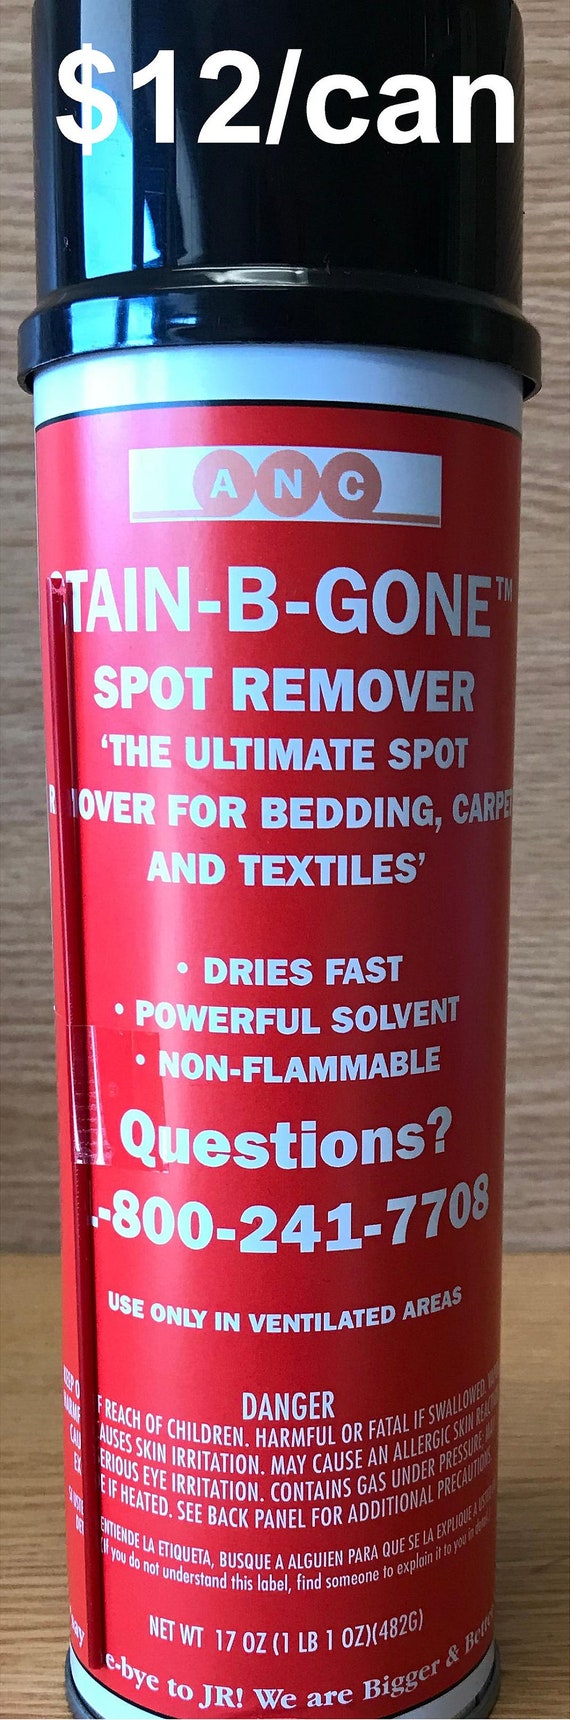 $12/can
ANC
TAIN-B-GONE™
SPOT REMOVER
‘THE ULTIMATE SPOT
R OVER FOR BEDDING, CARPET
AND TEXTILES’
• DRIES FAST
• POWERFUL SOLVENT
• NON-FLAMMABLE
Questions?
-800-241-7708
USE ONLY IN VENTILATED AREAS
DANGER
F REACH OF CHILDREN. HARMFUL OR FATAL IF SWALLOWED.
AUSES SKIN IRRITATION. MAY CAUSE AN ALLERGIC SKIN REAC
ERIOUS EYE IRRITATION. CONTAINS GAS UNDER PRESSURE;
E IF HEATED. SEE BACK PANEL FOR ADDITIONAL PRECAUTIONS
ENTIENDE LA ETIQUETA, BUSQUE A ALGUIEN PARA QUE SE LA EXPLIQUE A USTED
(If you do not understand this label, find someone to explain it to you in
NET WT 17 OZ (1 LB 1 OZ)(482G)
e-bye to JR! We are Bigger & Bette